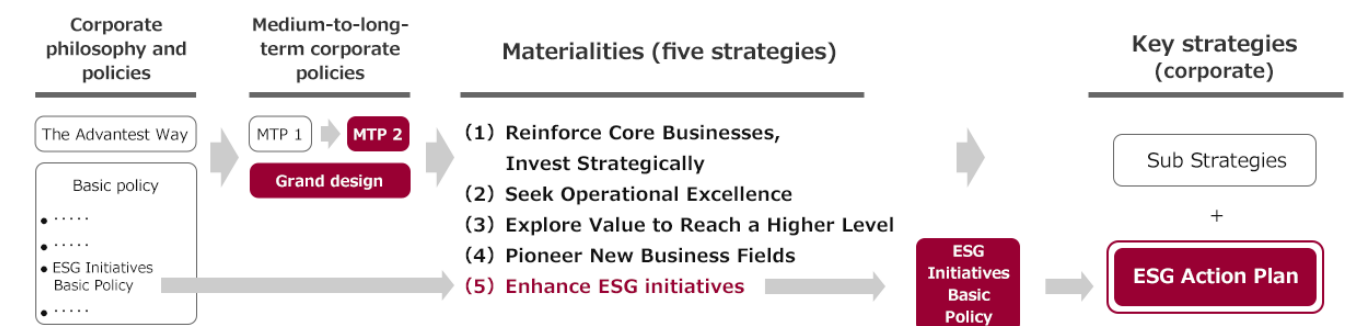 Corporate
philosophy and
policies
Medium-to-long-
term corporate
policies
Materialities (five strategies)
Key strategies
(corporate)
The Advantest Way
Basic policy
• ·····
• ·····
• ESG Initiatives
Basic Policy
• ·····
MTP 1
MTP 2
Grand design
(1) Reinforce Core Businesses,
Invest Strategically
(2) Seek Operational Excellence
(3) Explore Value to Reach a Higher Level
(4) Pioneer New Business Fields
(5) Enhance ESG initiatives
ESG
Initiatives
Basic
Policy
Sub Strategies
+
ESG Action Plan